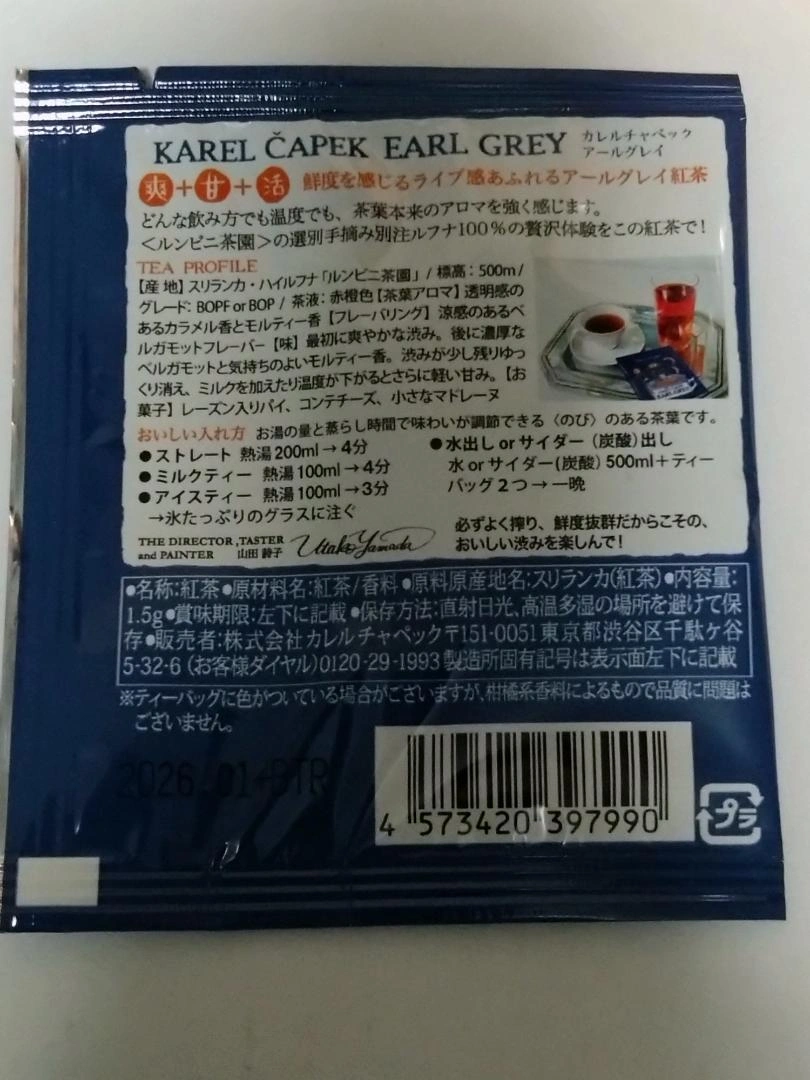 KAREL ČAPEK EARL GREY カレルチャペック アールグレイ
爽+甘+活 鮮度を感じるライブ感あふれるアールグレイ紅茶
どんな飲み方でも温度でも、茶葉本来のアロマを強く感じます。
<ルンビニ茶園>の選別手摘み別注ルフナ100%の贅沢体験をこの紅茶で!
TEA PROFILE
【産地】スリランカ・ハイルフナ「ルンビニ茶園」/ 標高:500m/
グレード:BOPF or BOP / 茶液:赤橙色【茶葉アロマ】透明感の
あるカラメル香とモルティー香【フレーバリング】涼感のあるベ
ルガモットフレーバー【味】最初に爽やかな渋み。後に濃厚な
ベルガモットと気持ちのよいモルティー香。渋みが少し残りゆっ
くり消え、ミルクを加えたり温度が下がるとさらに軽い甘み。【お
菓子】レーズン入りパイ、コンテチーズ、小さなマドレーヌ
おいしい入れ方 お湯の量と蒸らし時間で味わいが調節できる〈のび〉のある茶葉です。
●ストレート 熱湯200ml→4分
●ミルクティー 熱湯100ml→4分
●アイスティー 熱湯100ml→3分
→氷たっぷりのグラスに注ぐ
●水出し or サイダー(炭酸)出し
水 or サイダー(炭酸) 500ml+ティー
バッグ2つ→一晩
THE DIRECTOR,TASTER
and PAINTER 山田詩子 Utako Yamada
必ずよく搾り、鮮度抜群だからこその、
おいしい渋みを楽しんで!
●名称:紅茶●原材料名:紅茶/香料●原料原産地名:スリランカ(紅茶)●内容量:
1.5g●賞味期限:左下に記載●保存方法:直射日光、高温多湿の場所を避けて保
存●販売者:株式会社カレルチャペック〒151-0051東京都渋谷区千駄ヶ谷
5-32-6(お客様ダイヤル)0120-29-1993製造所固有記号は表示面左下に記載
※ティーバッグに色がついている場合がございますが、柑橘系香料によるもので品質に問題は
ございません。
2026.01+BTR
4 573420 397990
プラ